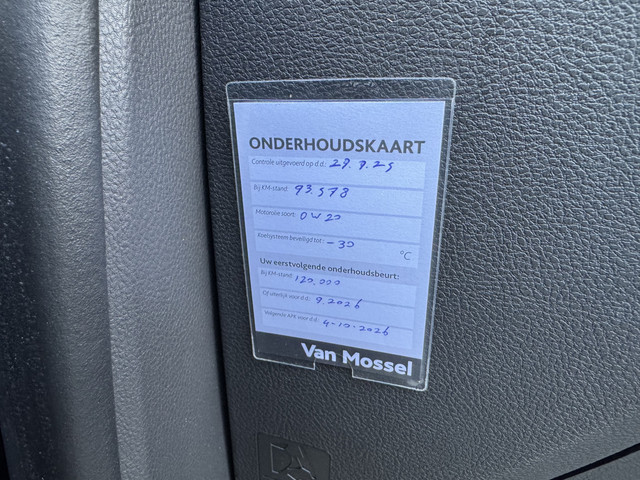 ONDERHOUDSKAART
Controle uitgevoerd op d.d.: 29.9.25
Bij KM-stand: 93.578
Motorolie soort: 0W20
Koelsysteem beveiligd tot: -30 °C
Uw eerstvolgende onderhoudsbeurt:
Bij KM-stand: 120.000
Of uiterlijk voor d.d.: 9.2026
Volgende APK voor d.d.: 4-10-2026
Van Mossel